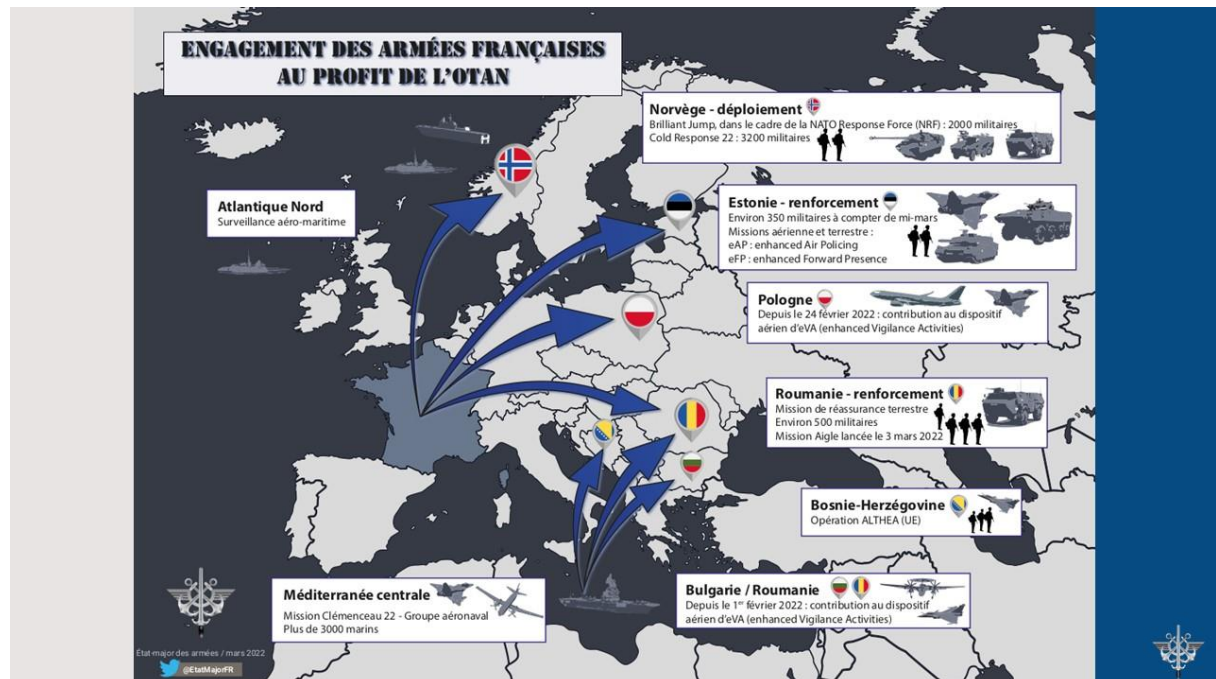 ENGAGEMENT DES ARMÉES FRANÇAISES
AU PROFIT DE L'OTAN
Norvège - déploiement
Brilliant Jump, dans le cadre de la NATO Response Force (NRF) : 2000 militaires
Cold Response 22 : 3200 militaires
Atlantique Nord
Surveillance aéro-maritime
Estonie - renforcement
Environ 350 militaires à compter de mi-mars
Missions aérienne et terrestre :
eAP : enhanced Air Policing
eFP : enhanced Forward Presence
Pologne
Depuis le 24 février 2022 : contribution au dispositif
aérien d'eVA (enhanced Vigilance Activities)
Roumanie - renforcement
Mission de réassurance terrestre
Environ 500 militaires
Mission Aigle lancée le 3 mars 2022
Bosnie-Herzégovine
Opération ALTHEA (UE)
Méditerranée centrale
Mission Clémenceau 22 - Groupe aéronaval
Plus de 3000 marins
Bulgarie / Roumanie
Depuis le 1er février 2022 : contribution au dispositif
aérien d'eVA (enhanced Vigilance Activities)
État-major des armées / mars 2022
@EtatMajorFR